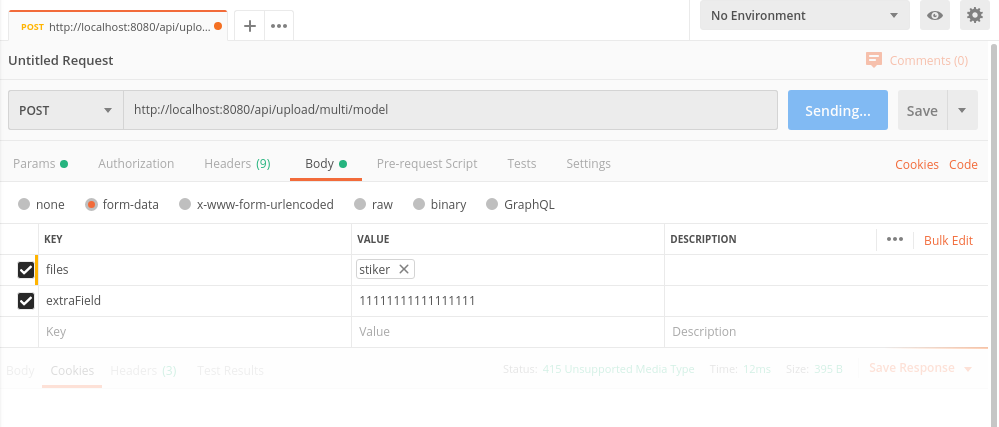 POST http://localhost:8080/api/uplo...
No Environment
Untitled Request
Comments (0)
POST http://localhost:8080/api/upload/multi/model Sending... Save
Params Authorization Headers (9) Body Pre-request Script Tests Settings Cookies Code
none form-data x-www-form-urlencoded raw binary GraphQL
KEY VALUE DESCRIPTION Bulk Edit
files stiker
extraField 11111111111111111
Key Value Description
Body Cookies Headers (3) Test Results Status: 415 Unsupported Media Type Time: 12ms Size: 395 B Save Response